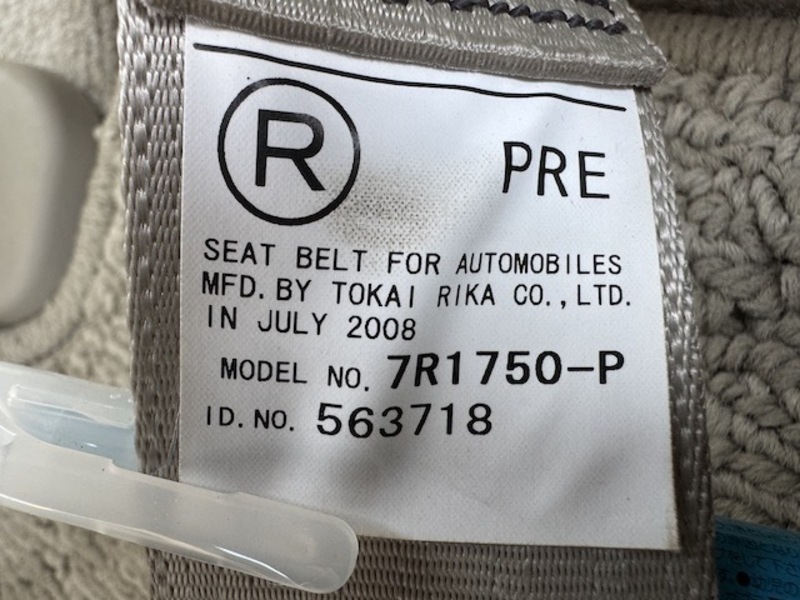 R PRE
SEAT BELT FOR AUTOMOBILES
MFD. BY TOKAI RIKA CO., LTD.
IN JULY 2008
MODEL NO. 7R1750-P
ID. NO. 563718